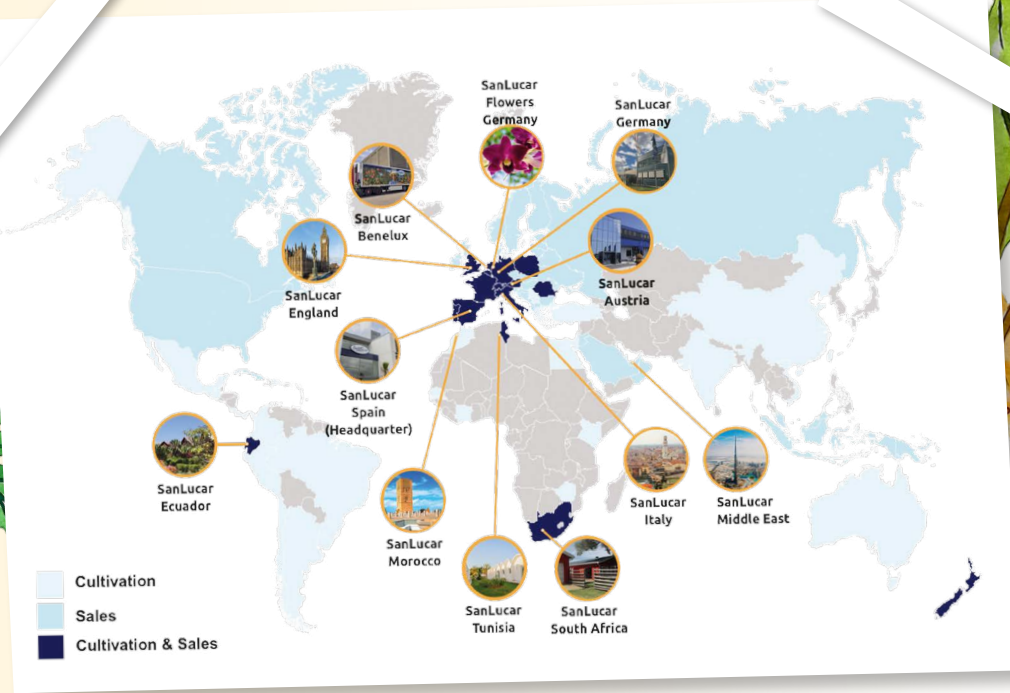 SanLucar
Flowers
Germany
SanLucar
Germany
SanLucar
Benelux
SanLucar
England
SanLucar
Austria
SanLucar
Spain
(Headquarter)
SanLucar
Ecuador
SanLucar
Morocco
SanLucar
Italy
SanLucar
Middle East
SanLucar
Tunisia
SanLucar
South Africa
Cultivation
Sales
Cultivation & Sales